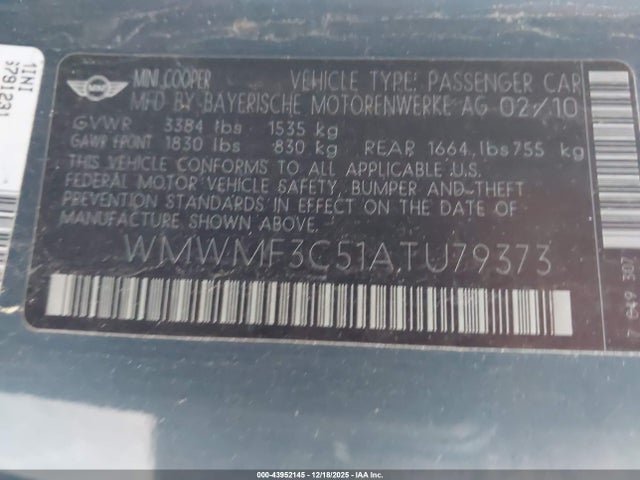 MINI COOPER VEHICLE TYPE: PASSENGER CAR
MFD BY BAYERISCHE MOTORENWERKE AG 02/10
GVWR 3384 lbs 1535 kg
GAWR FRONT 1830 lbs 830 kg REAR 1664 lbs 755 kg
THIS VEHICLE CONFORMS TO ALL APPLICABLE U.S.
FEDERAL MOTOR VEHICLE SAFETY, BUMPER AND THEFT
PREVENTION STANDARDS IN EFFECT ON THE DATE OF
MANUFACTURE SHOWN ABOVE.
WMWMF3C51ATU79373
7 049 307
000-43952145 - 12/18/2025 - IAA Inc.